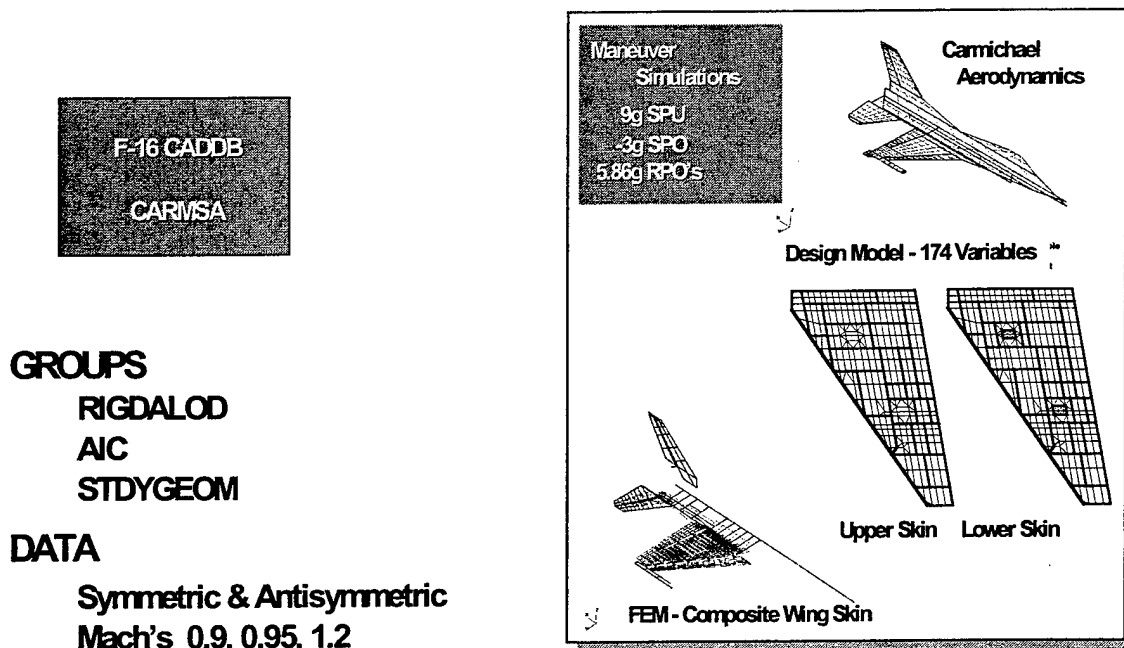 F-16 CADDB
CARMSA
GROUPS
RIGDALOD
AIC
STDYGEOM
DATA
Symmetric & Antisymmetric
Mach's 0.9, 0.95, 1.2
Maneuver
Simulations
9g SPU
-3g SPO
5.86g RPO's
Carmichael
Aerodynamics
Design Model - 174 Variables
Upper Skin Lower Skin
FEM - Composite Wing Skin